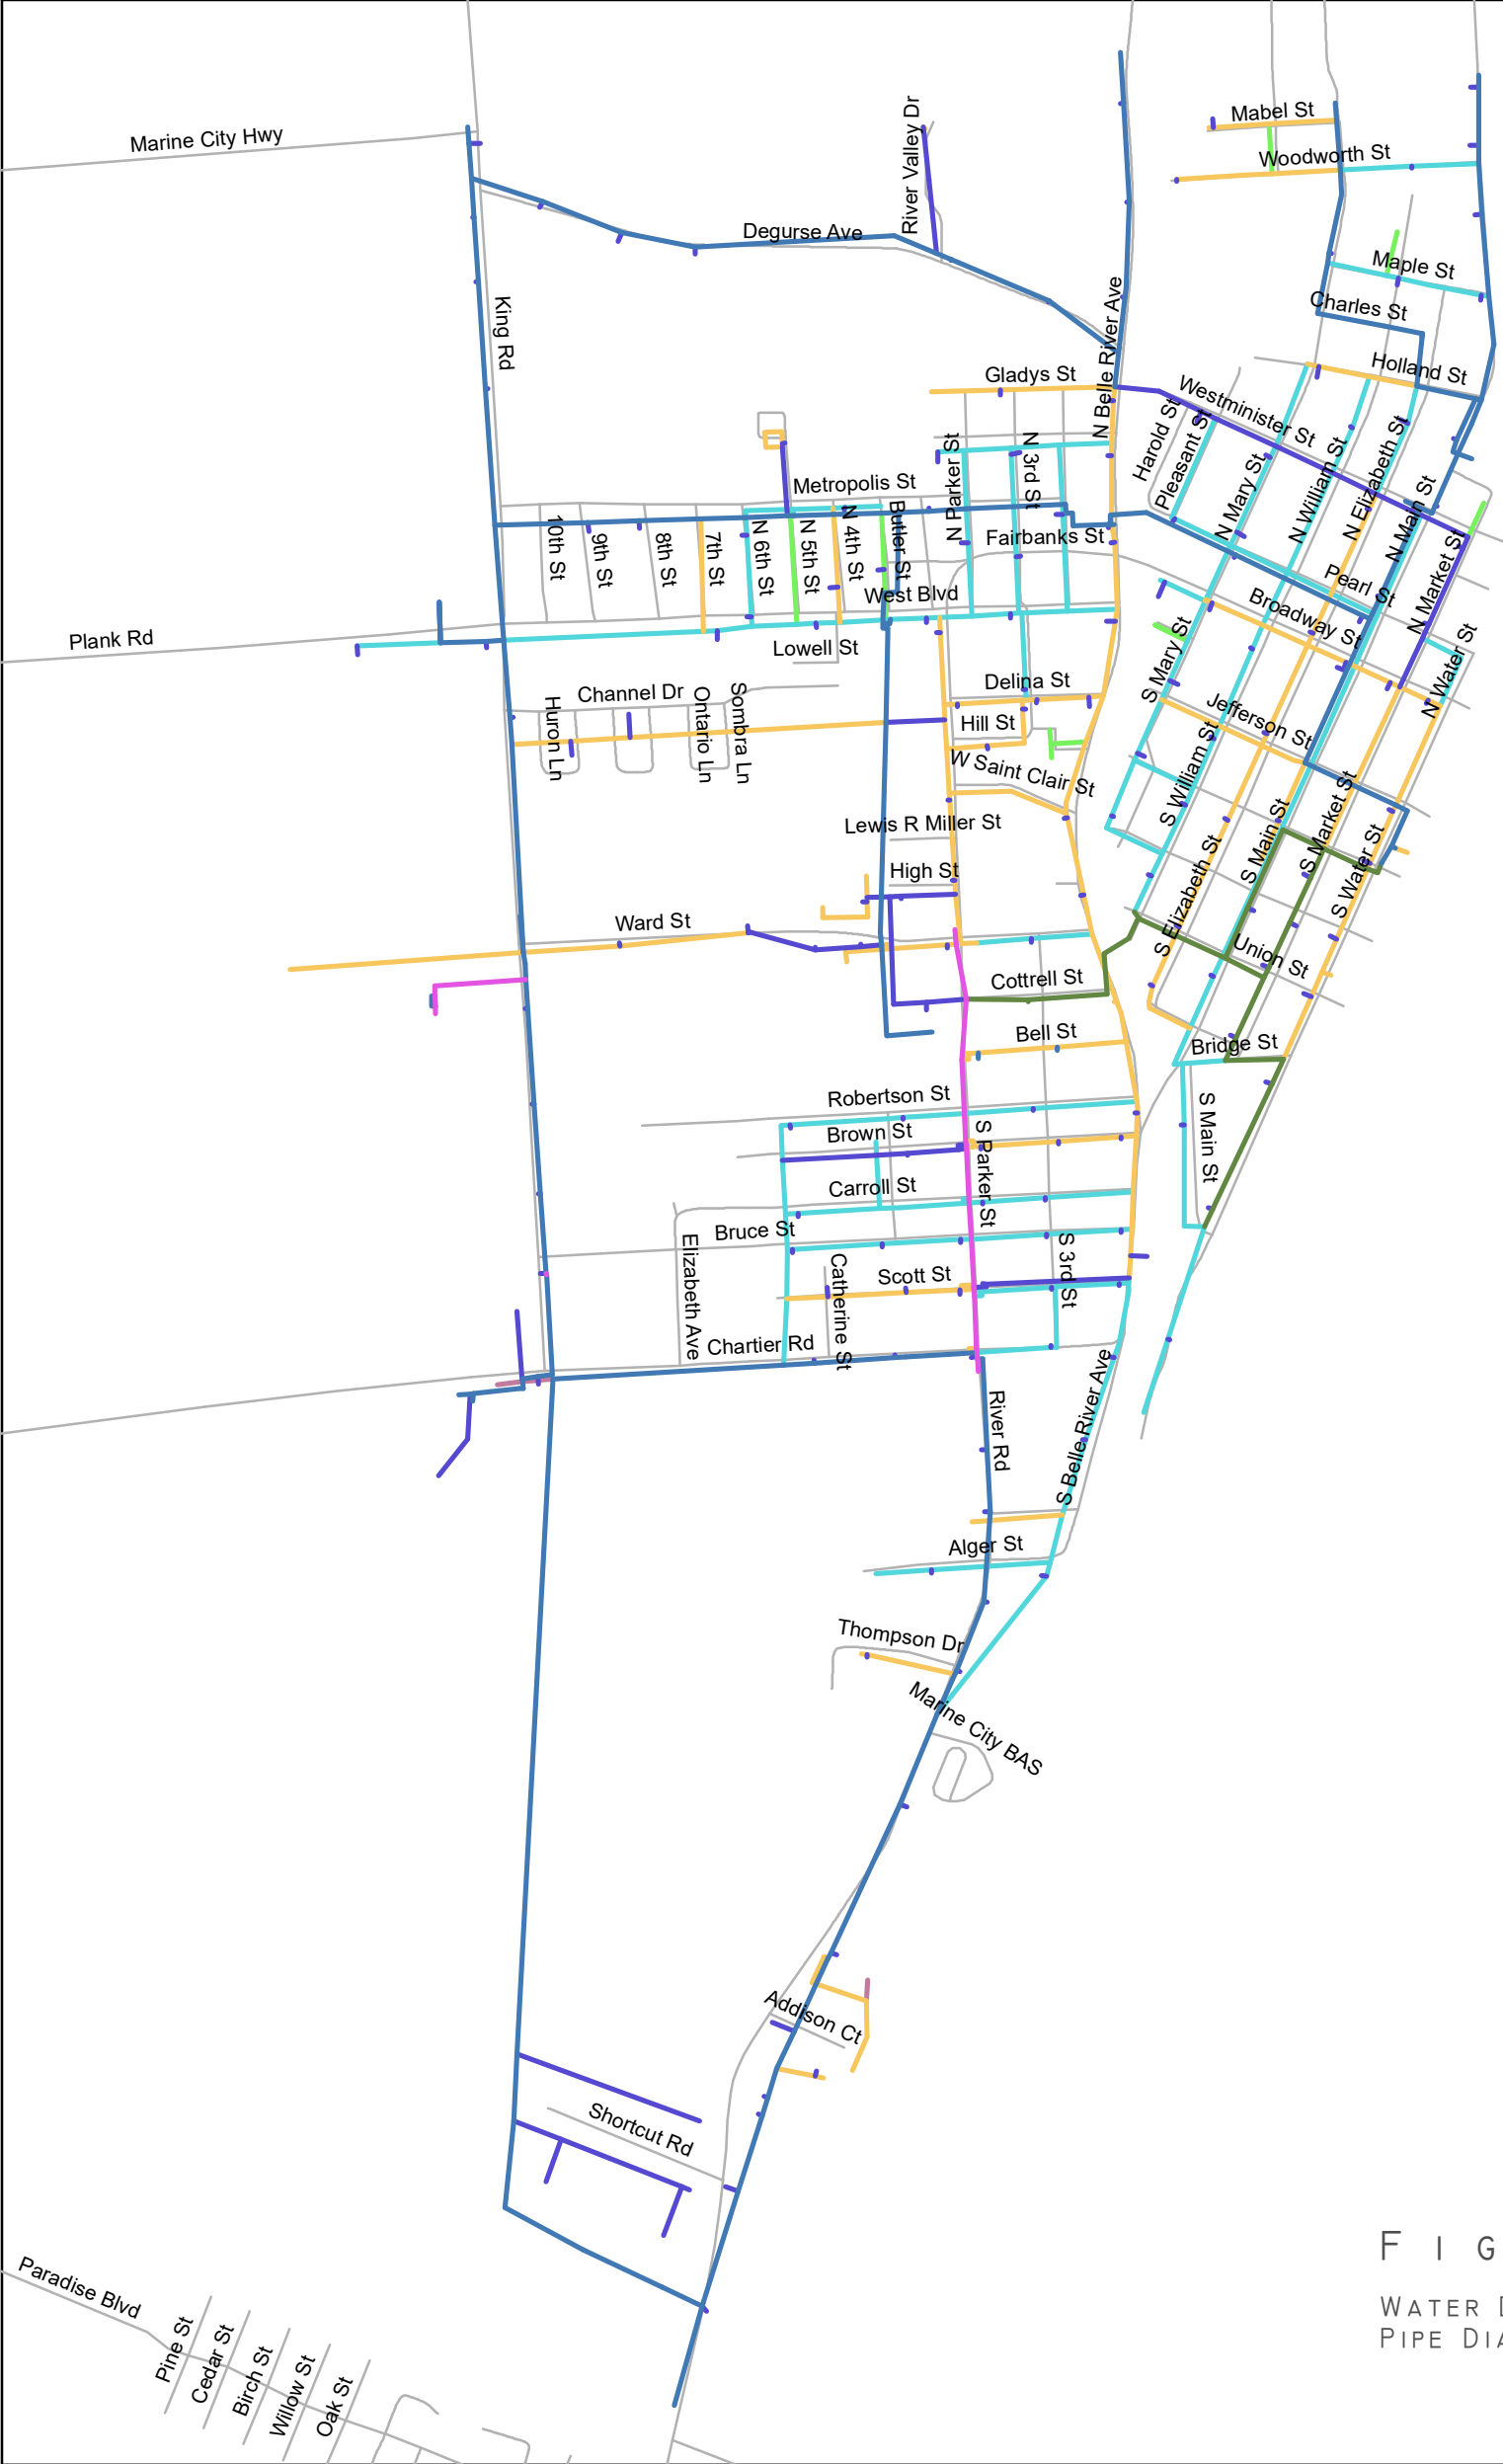 Mabel St
Marine City Hwy
Woodworth St
River Valley Dr
Degurse Ave
Maple St
Charles St
King Rd
N Belle River Ave
Holland St
Gladys St
Westminister St
Harold St
Pleasant St
N Parker St
N 3rd St
N Mary St
N William St
N Elizabeth St
N Main St
Metropolis St
10th St
9th St
8th St
7th St
N 6th St
N 5th St
N 4th St
Butler St
Fairbanks St
N Market St
Pearl St
West Blvd
Broadway St
Plank Rd
Lowell St
S Mary St
N Water St
Delina St
Channel Dr
Huron Ln
Ontario Ln
Sombra Ln
Hill St
Jefferson St
W Saint Clair St
S William St
Lewis R Miller St
S Main St
S Market St
High St
S Elizabeth St
S Water St
Ward St
Union St
Cottrell St
Bell St
Bridge St
Robertson St
Brown St
S Parker St
S Main St
Carroll St
Bruce St
Elizabeth Ave
Scott St
S 3rd St
Catherine St
Chartier Rd
River Rd
S Belle River Ave
Alger St
Thompson Dr
Marine City BAS
Addison Ct
Shortcut Rd
Paradise Blvd
Pine St
Cedar St
Birch St
Willow St
Oak St
FIG
WATER D
PIPE DIA